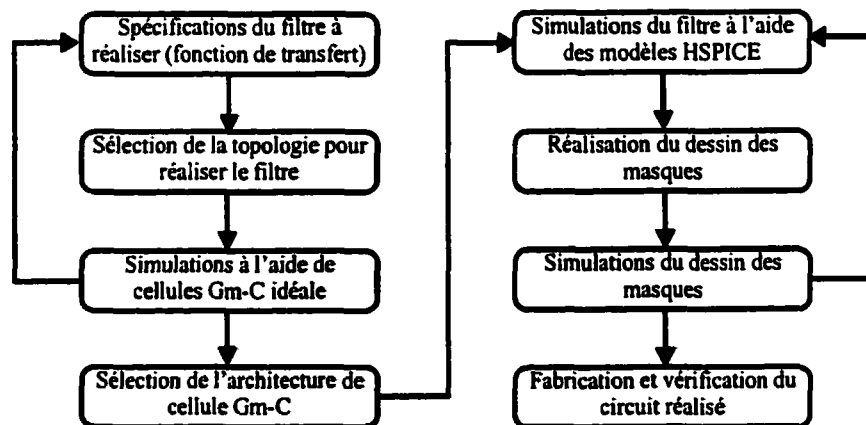 Spécifications du filtre à
réaliser (fonction de transfert)
Sélection de la topologie pour
réaliser le filtre
Simulations à l'aide de
cellules Gm-C idéale
Sélection de l'architecture de
cellule Gm-C
Simulations du filtre à l'aide
des modèles HSPICE
Réalisation du dessin des
masques
Simulations du dessin des
masques
Fabrication et vérification du
circuit réalisé